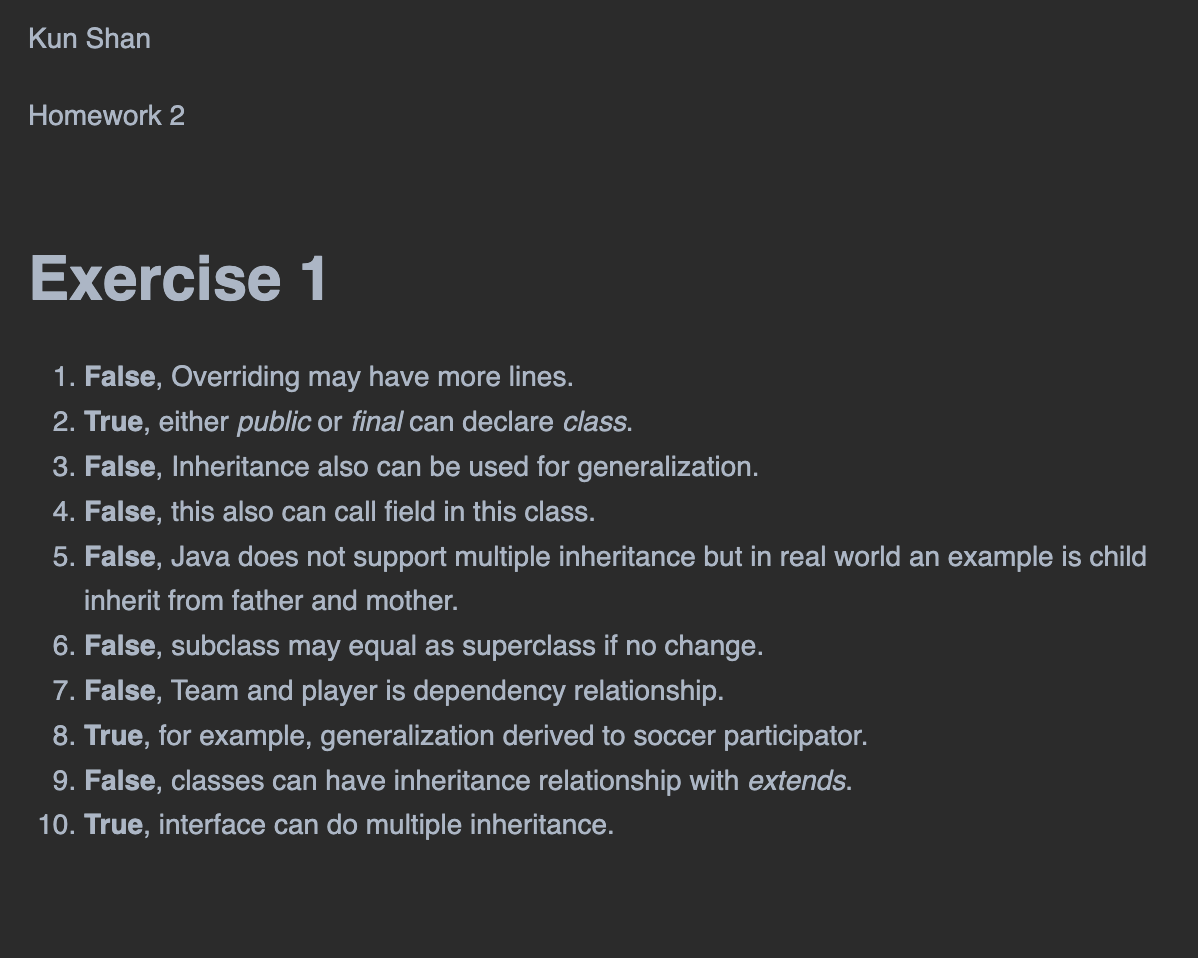 Kun Shan
Homework 2
Exercise 1
1. False, Overriding may have more lines.
2. True, either public or final can declare class.
3. False, Inheritance also can be used for generalization.
4. False, this also can call field in this class.
5. False, Java does not support multiple inheritance but in real world an example is child
inherit from father and mother.
6. False, subclass may equal as superclass if no change.
7. False, Team and player is dependency relationship.
8. True, for example, generalization derived to soccer participator.
9. False, classes can have inheritance relationship with extends.
10. True, interface can do multiple inheritance.